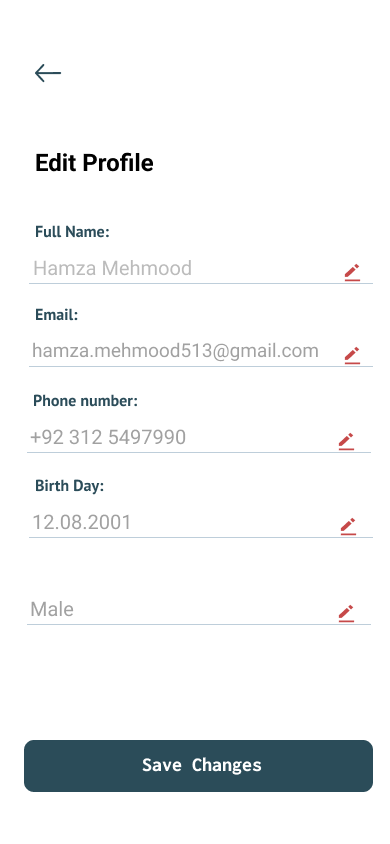 Edit Profile
Full Name:
Hamza Mehmood
Email:
hamza.mehmood513@gmail.com
Phone number:
+92 312 5497990
Birth Day:
12.08.2001
Male
Save Changes